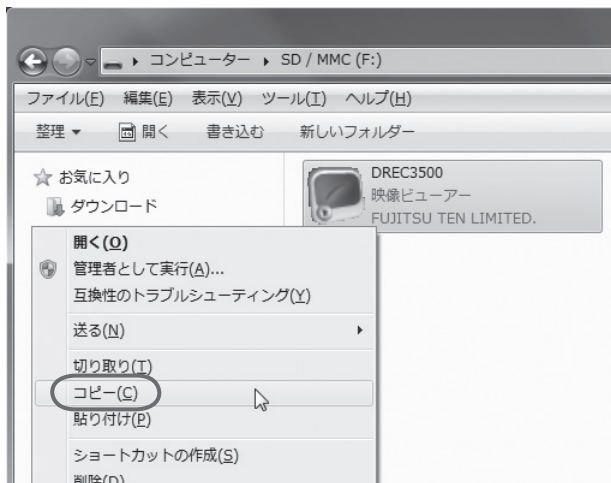 コンピューター ▸ SD / MMC (F:)
ファイル(F) 編集(E) 表示(V) ツール(T) ヘルプ(H)
整理 ▼ 開く 書き込む 新しいフォルダー
お気に入り
ダウンロード
DREC3500
映像ビューアー
FUJITSU TEN LIMITED.
開く(O)
管理者として実行(A)...
互換性のトラブルシューティング(Y)
送る(N)
切り取り(T)
コピー(C)
貼り付け(P)
ショートカットの作成(S)
削除(D)